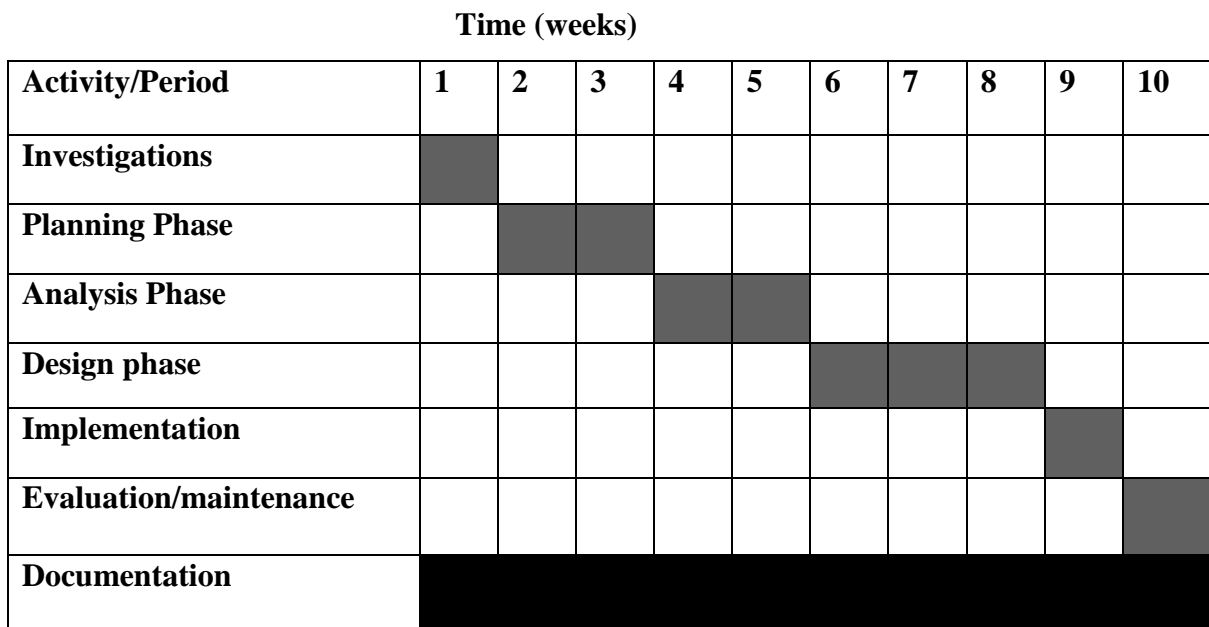 Time (weeks)
Activity/Period 1 2 3 4 5 6 7 8 9 10
Investigations
Planning Phase
Analysis Phase
Design phase
Implementation
Evaluation/maintenance
Documentation